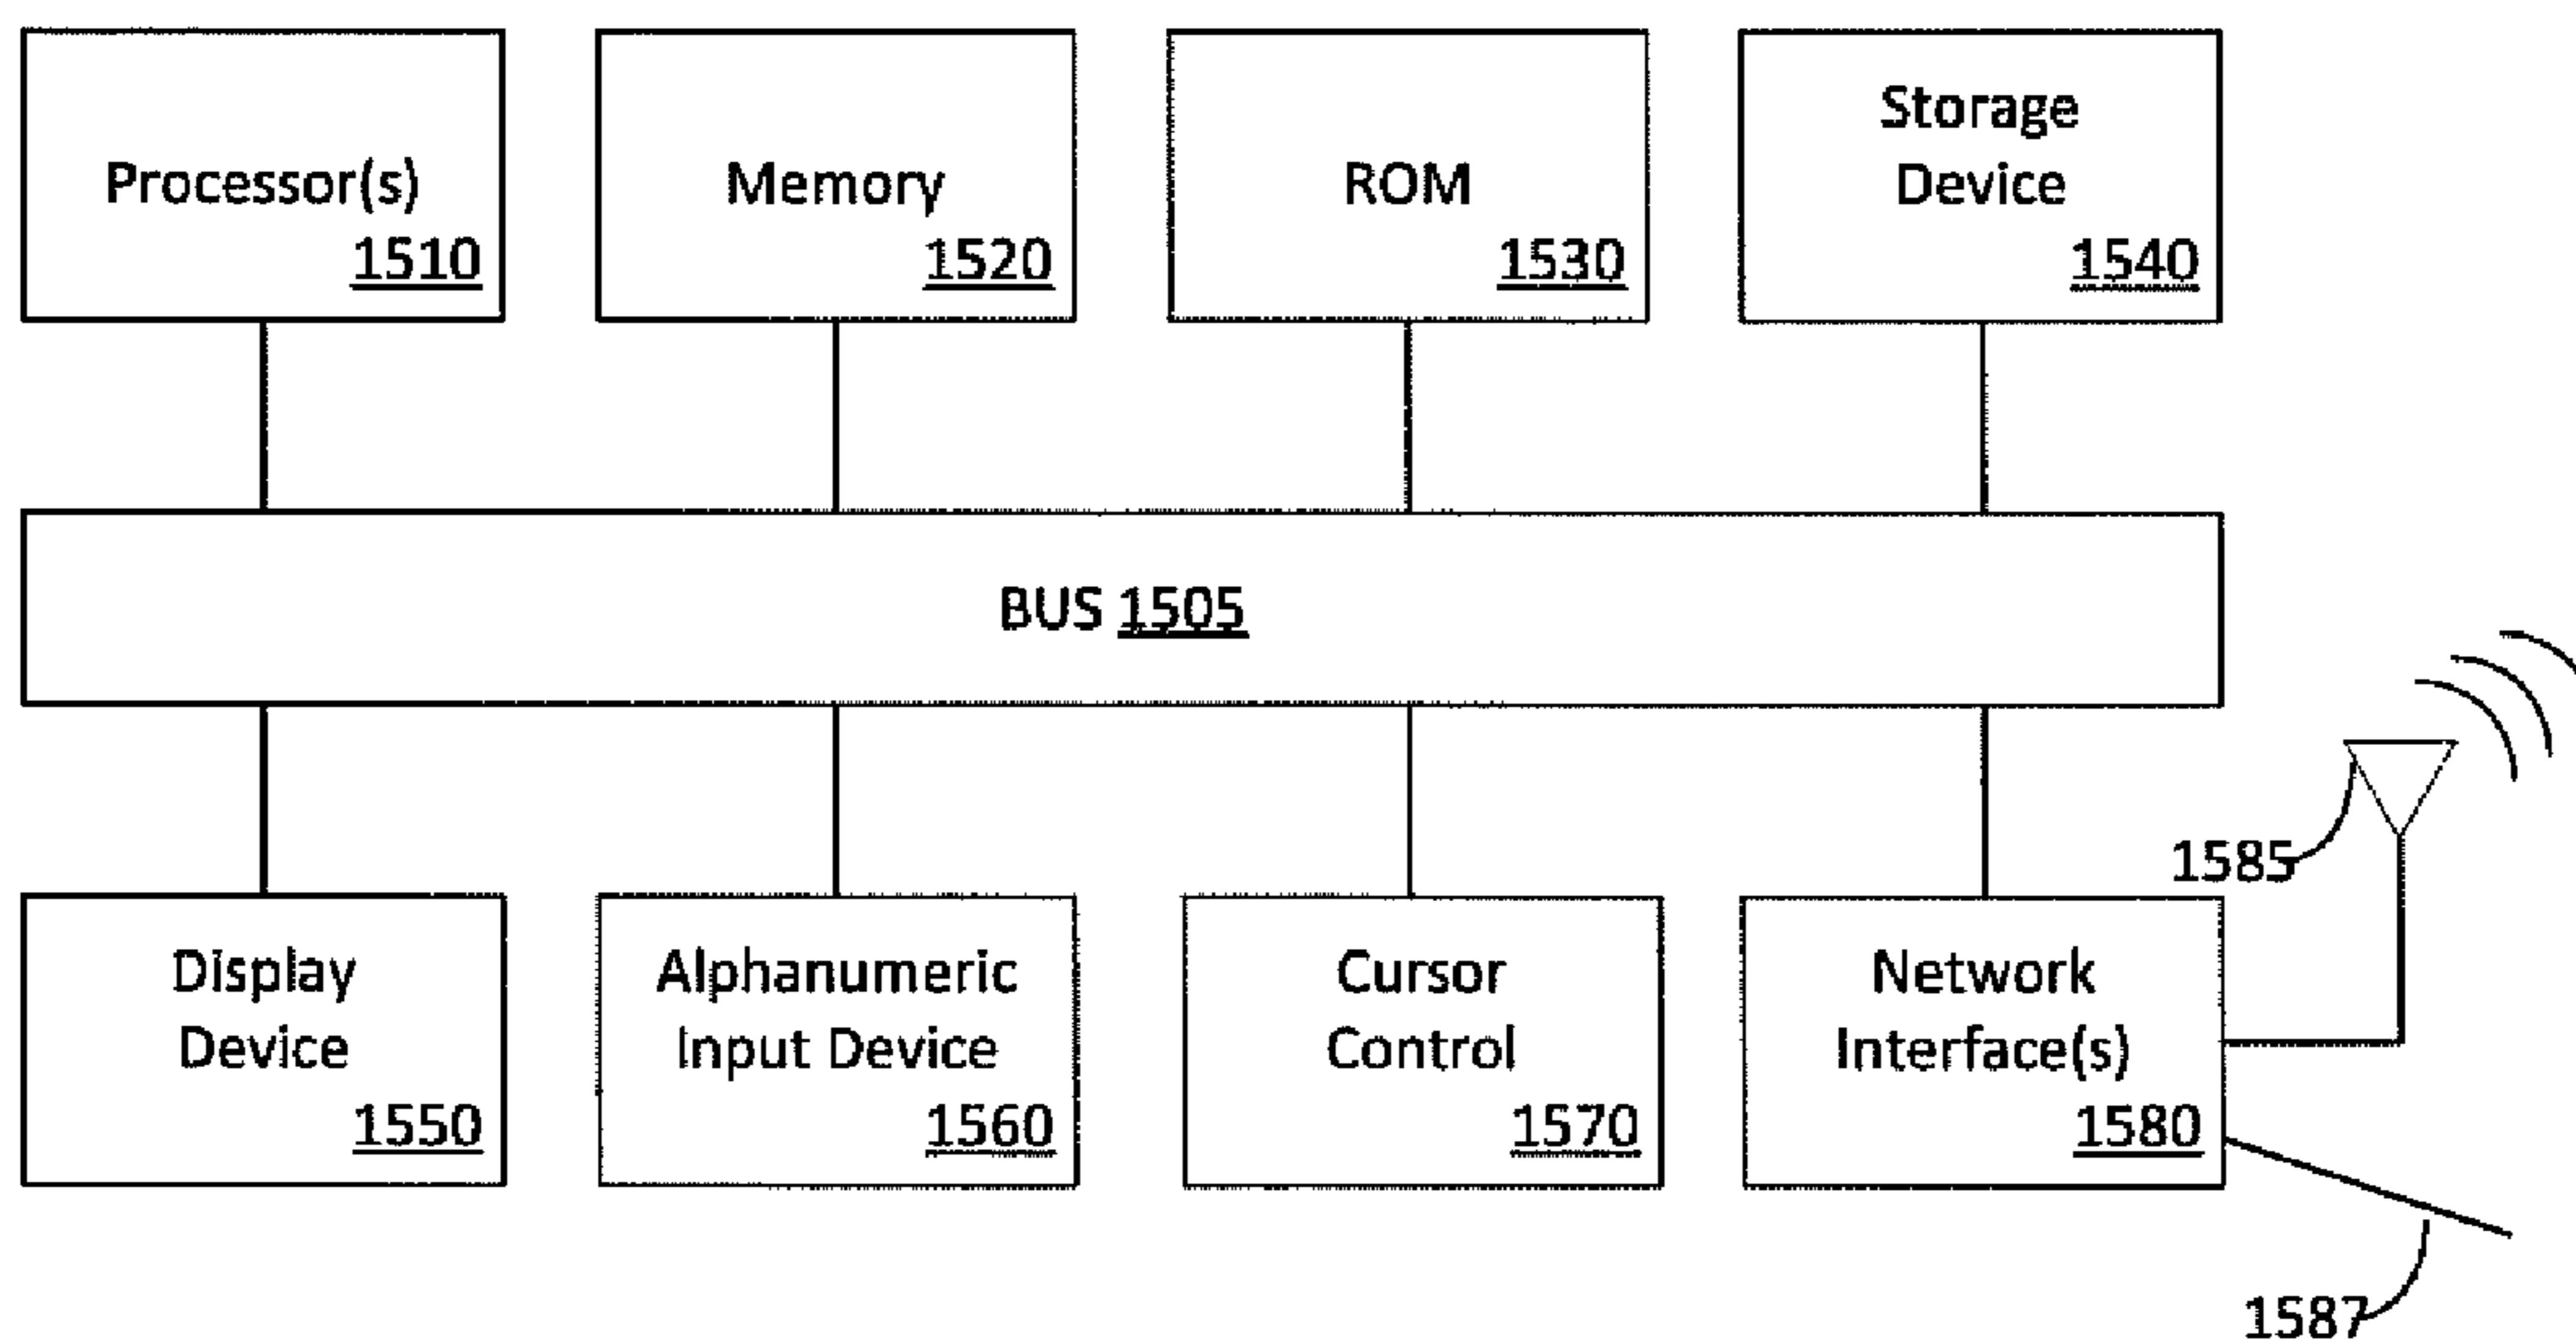 Processor(s)
1510
Memory
1520
ROM
1530
Storage
Device
1540
BUS 1505
1585
Display
Device
1550
Alphanumeric
Input Device
1560
Cursor
Control
1570
Network
Interface(s)
1580
1587